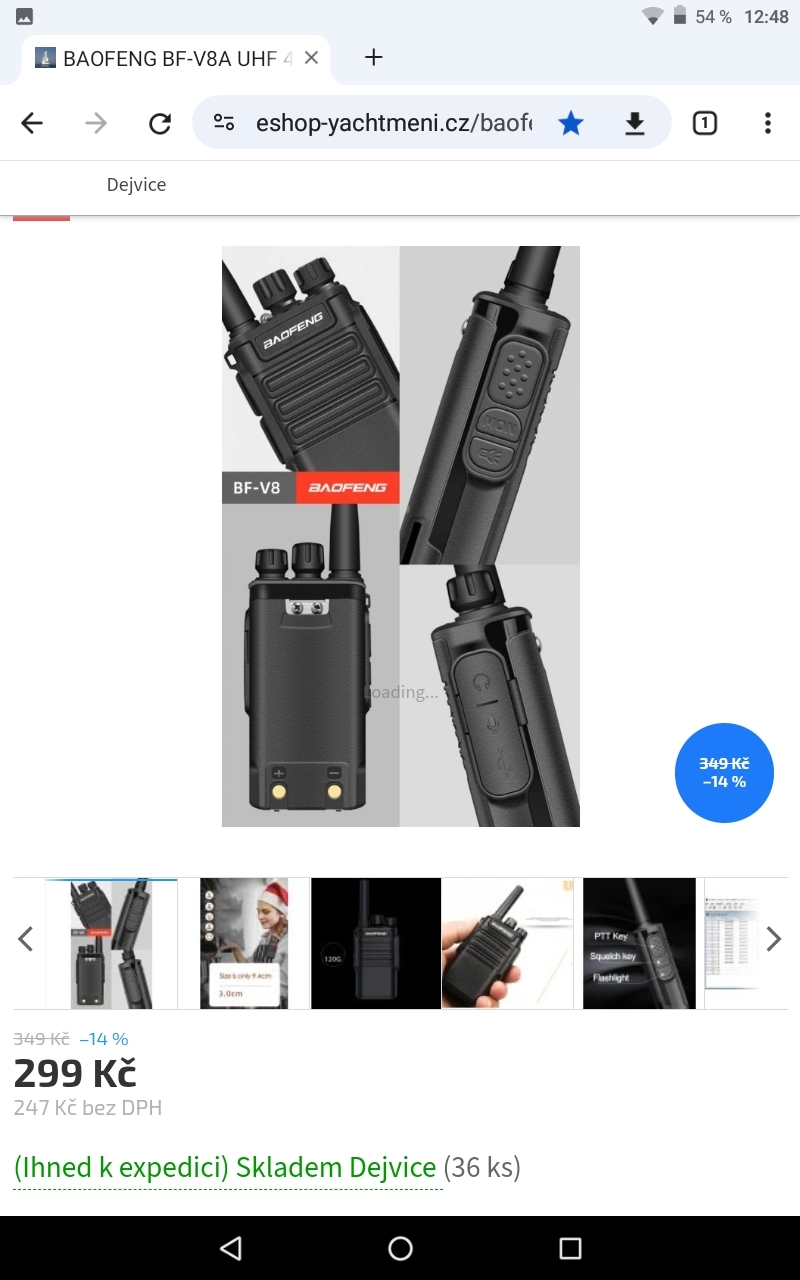 54 % 12:48
BAOFENG BF-V8A UHF 4
eshop-yachtmeni.cz/baofe
1
Dejvice
BAOFENG
MON
BF-V8 BAOFENG
Loading...
349 Kč
–14 %
BAOFENG
Size is only 9.4cm
3.0cm
120G
PTT Key
Squelch key
Flashlight
349 Kč –14 %
299 Kč
247 Kč bez DPH
(Ihned k expedici) Skladem Dejvice (36 ks)